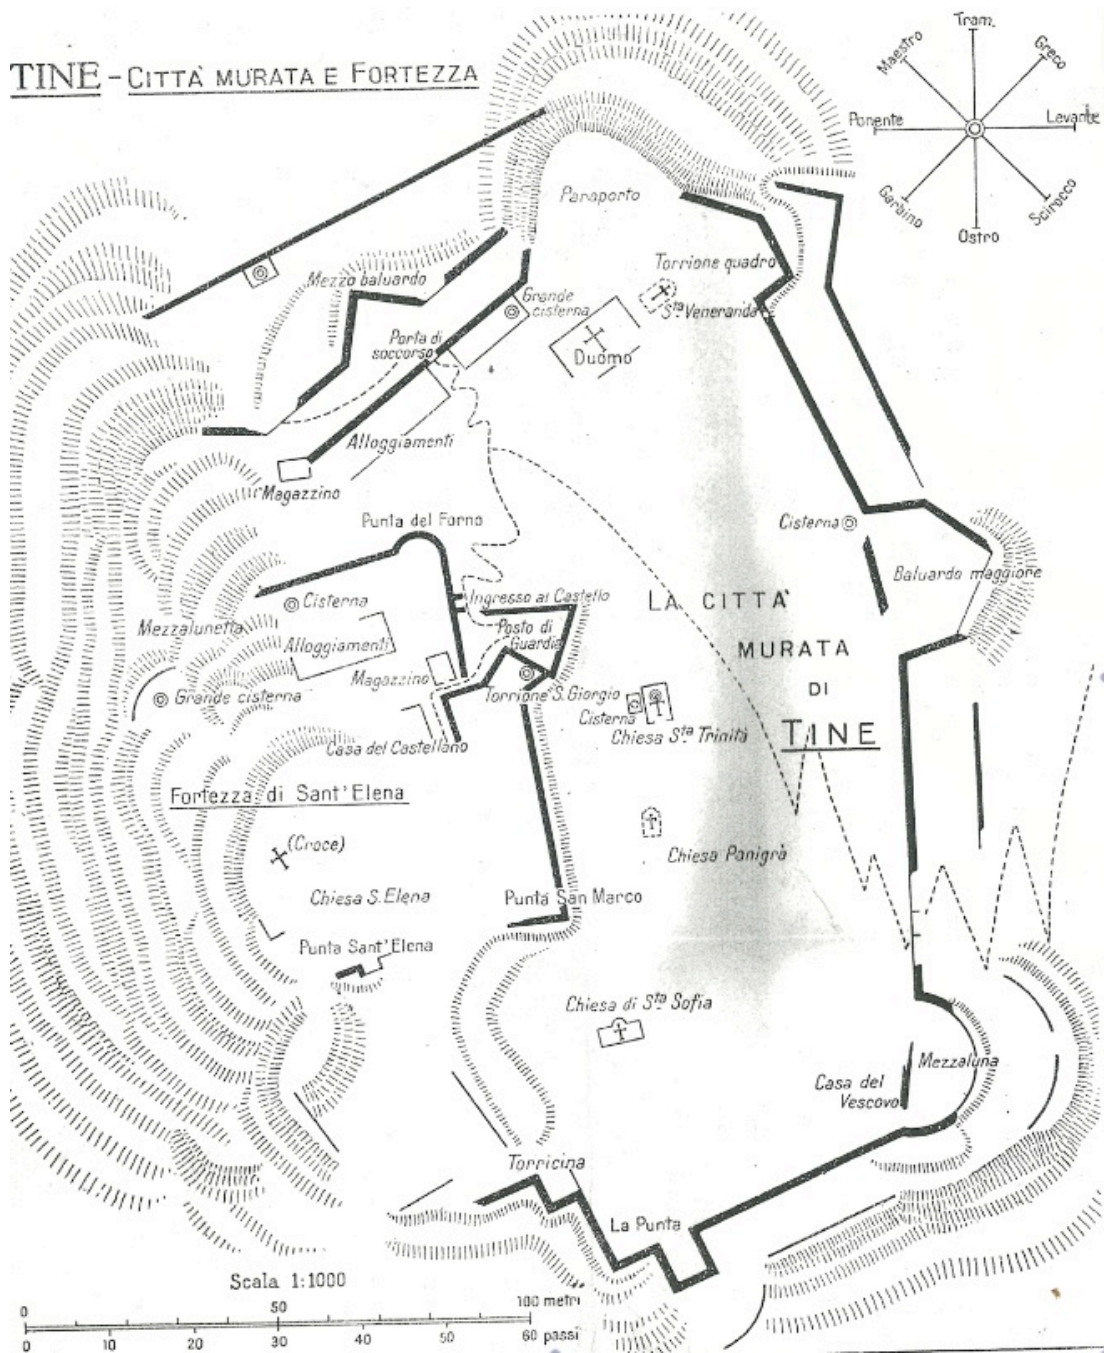 TINE - CITTÀ MURATA E FORTEZZA
Tram.
Maestro
Greco
Ponente
Levante
Garbino
Scirocco
Ostro
Paraporto
Mezzo baluardo
Torrione quadro
Grande
cisterna
Sta Veneranda
Porta di
soccorso
Duomo
Alloggiamenti
Magazzino
Punta del Forno
Cisterna
Baluardo maggiore
Ingresso al Castello
Cisterna
Mezzalunetta
Alloggiamenti
Posto di
Guardia
LA CITTÀ
MURATA
DI
TINE
Magazzino
Grande cisterna
Torrione S. Giorgio
Cisterna
Chiesa Sta Trinità
Casa del Castellano
Fortezza di Sant'Elena
(Croce)
Chiesa Panigrà
Chiesa S. Elena
Punta San Marco
Punta Sant'Elena
Chiesa di Sta Sofia
Mezzaluna
Casa del
Vescovo
Torricina
La Punta
Scala 1:1000
0 50 100 metri
0 10 20 30 40 50 60 passi